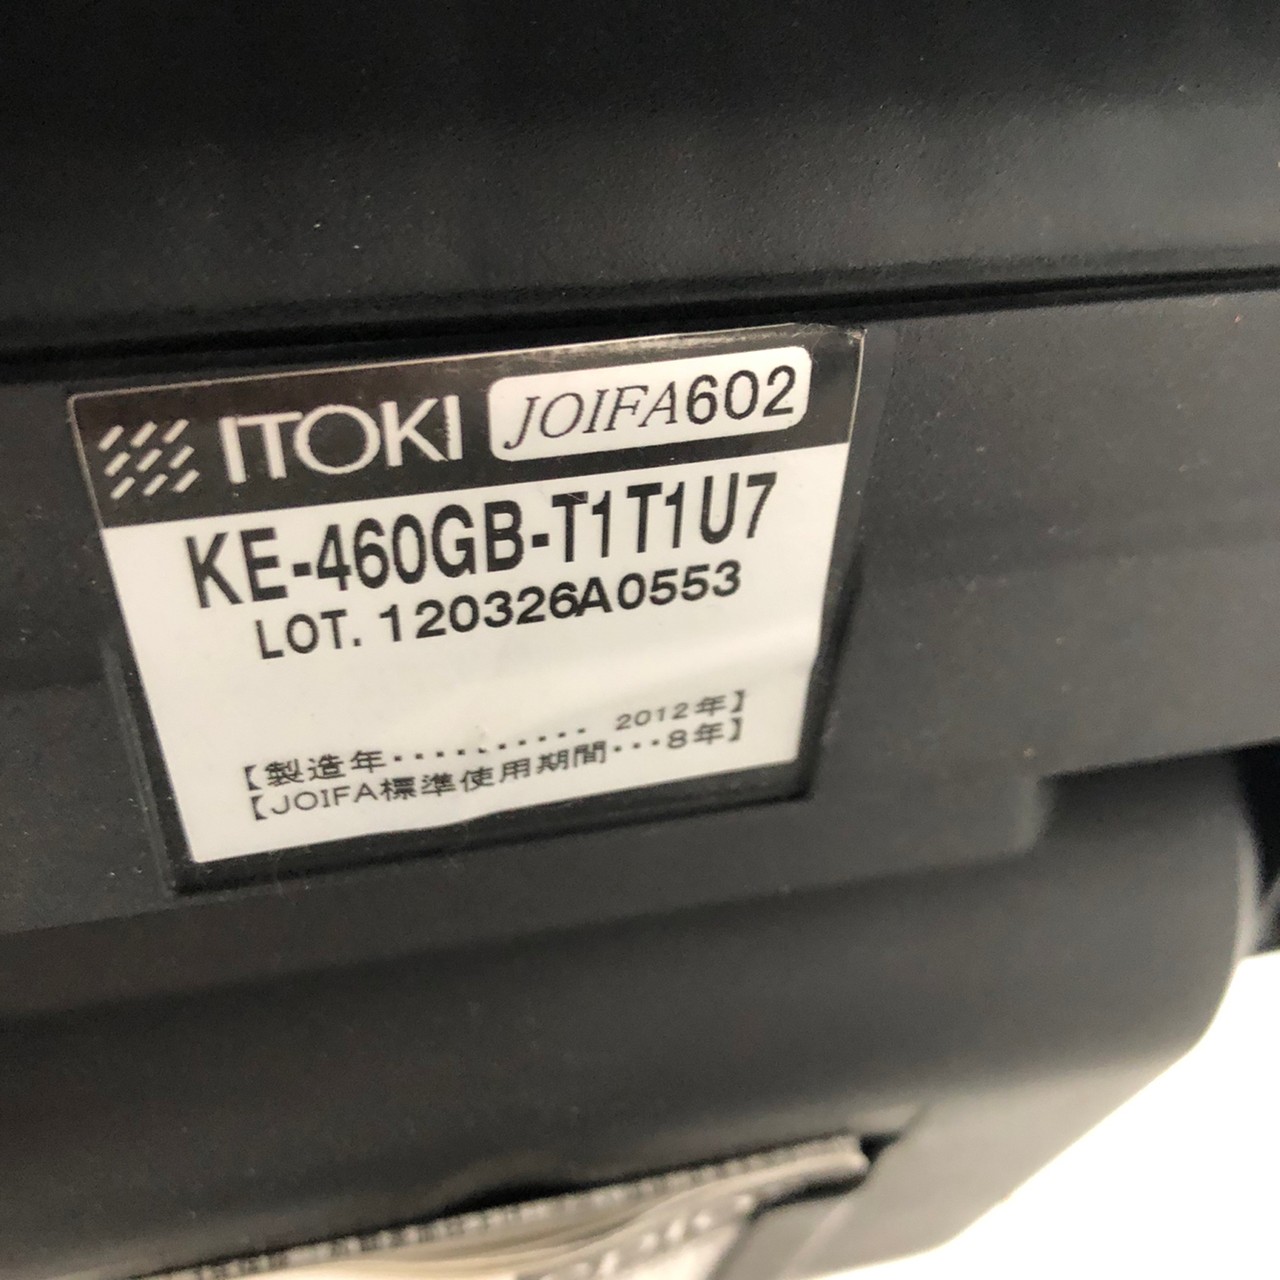 ITOKI JOIFA602
KE-460GB-T1T1U7
LOT. 120326A0553
【製造年・・・・・・・・・・ 2012年】
【JOIFA標準使用期間・・・8年】